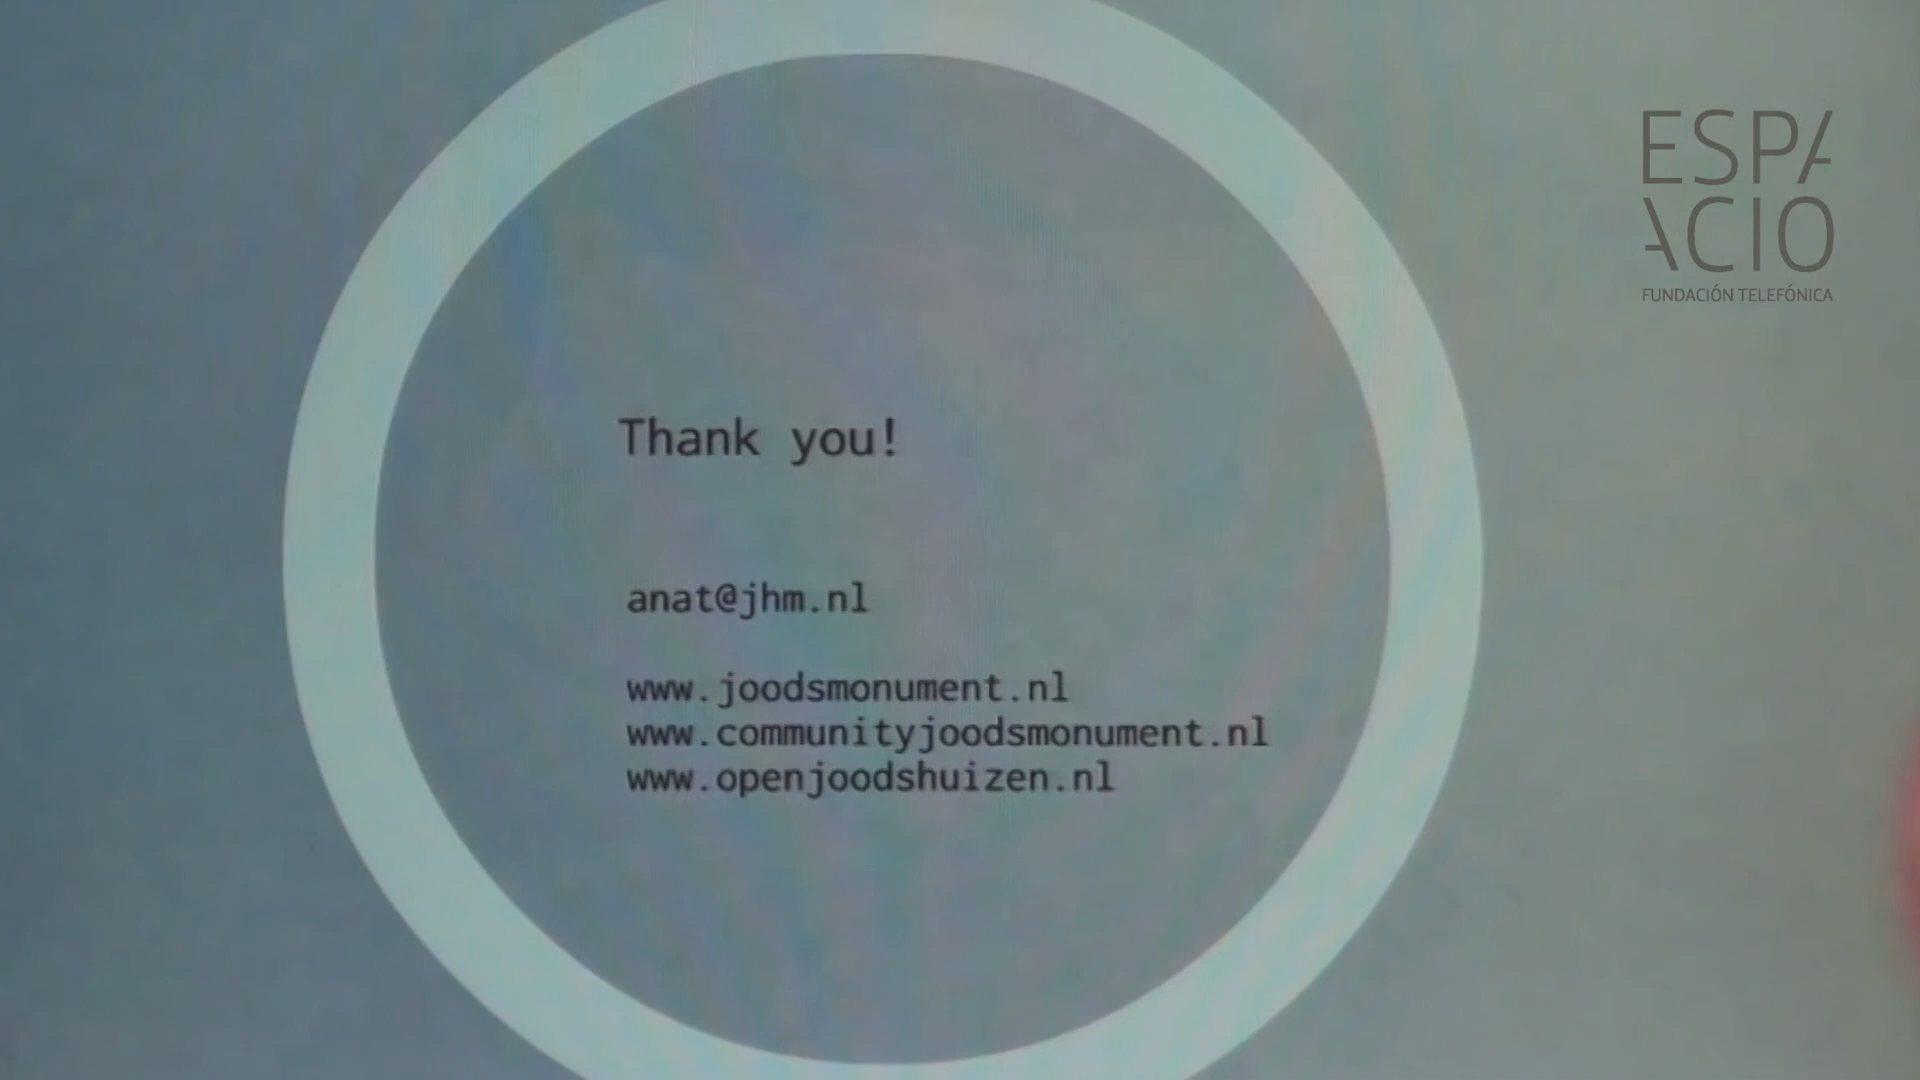 ESPA
ACIO
FUNDACIÓN TELEFÓNICA
Thank you!
anat@jhm.nl
www.joodsmonument.nl
www.communityjoodsmonument.nl
www.openjoodshuizen.nl